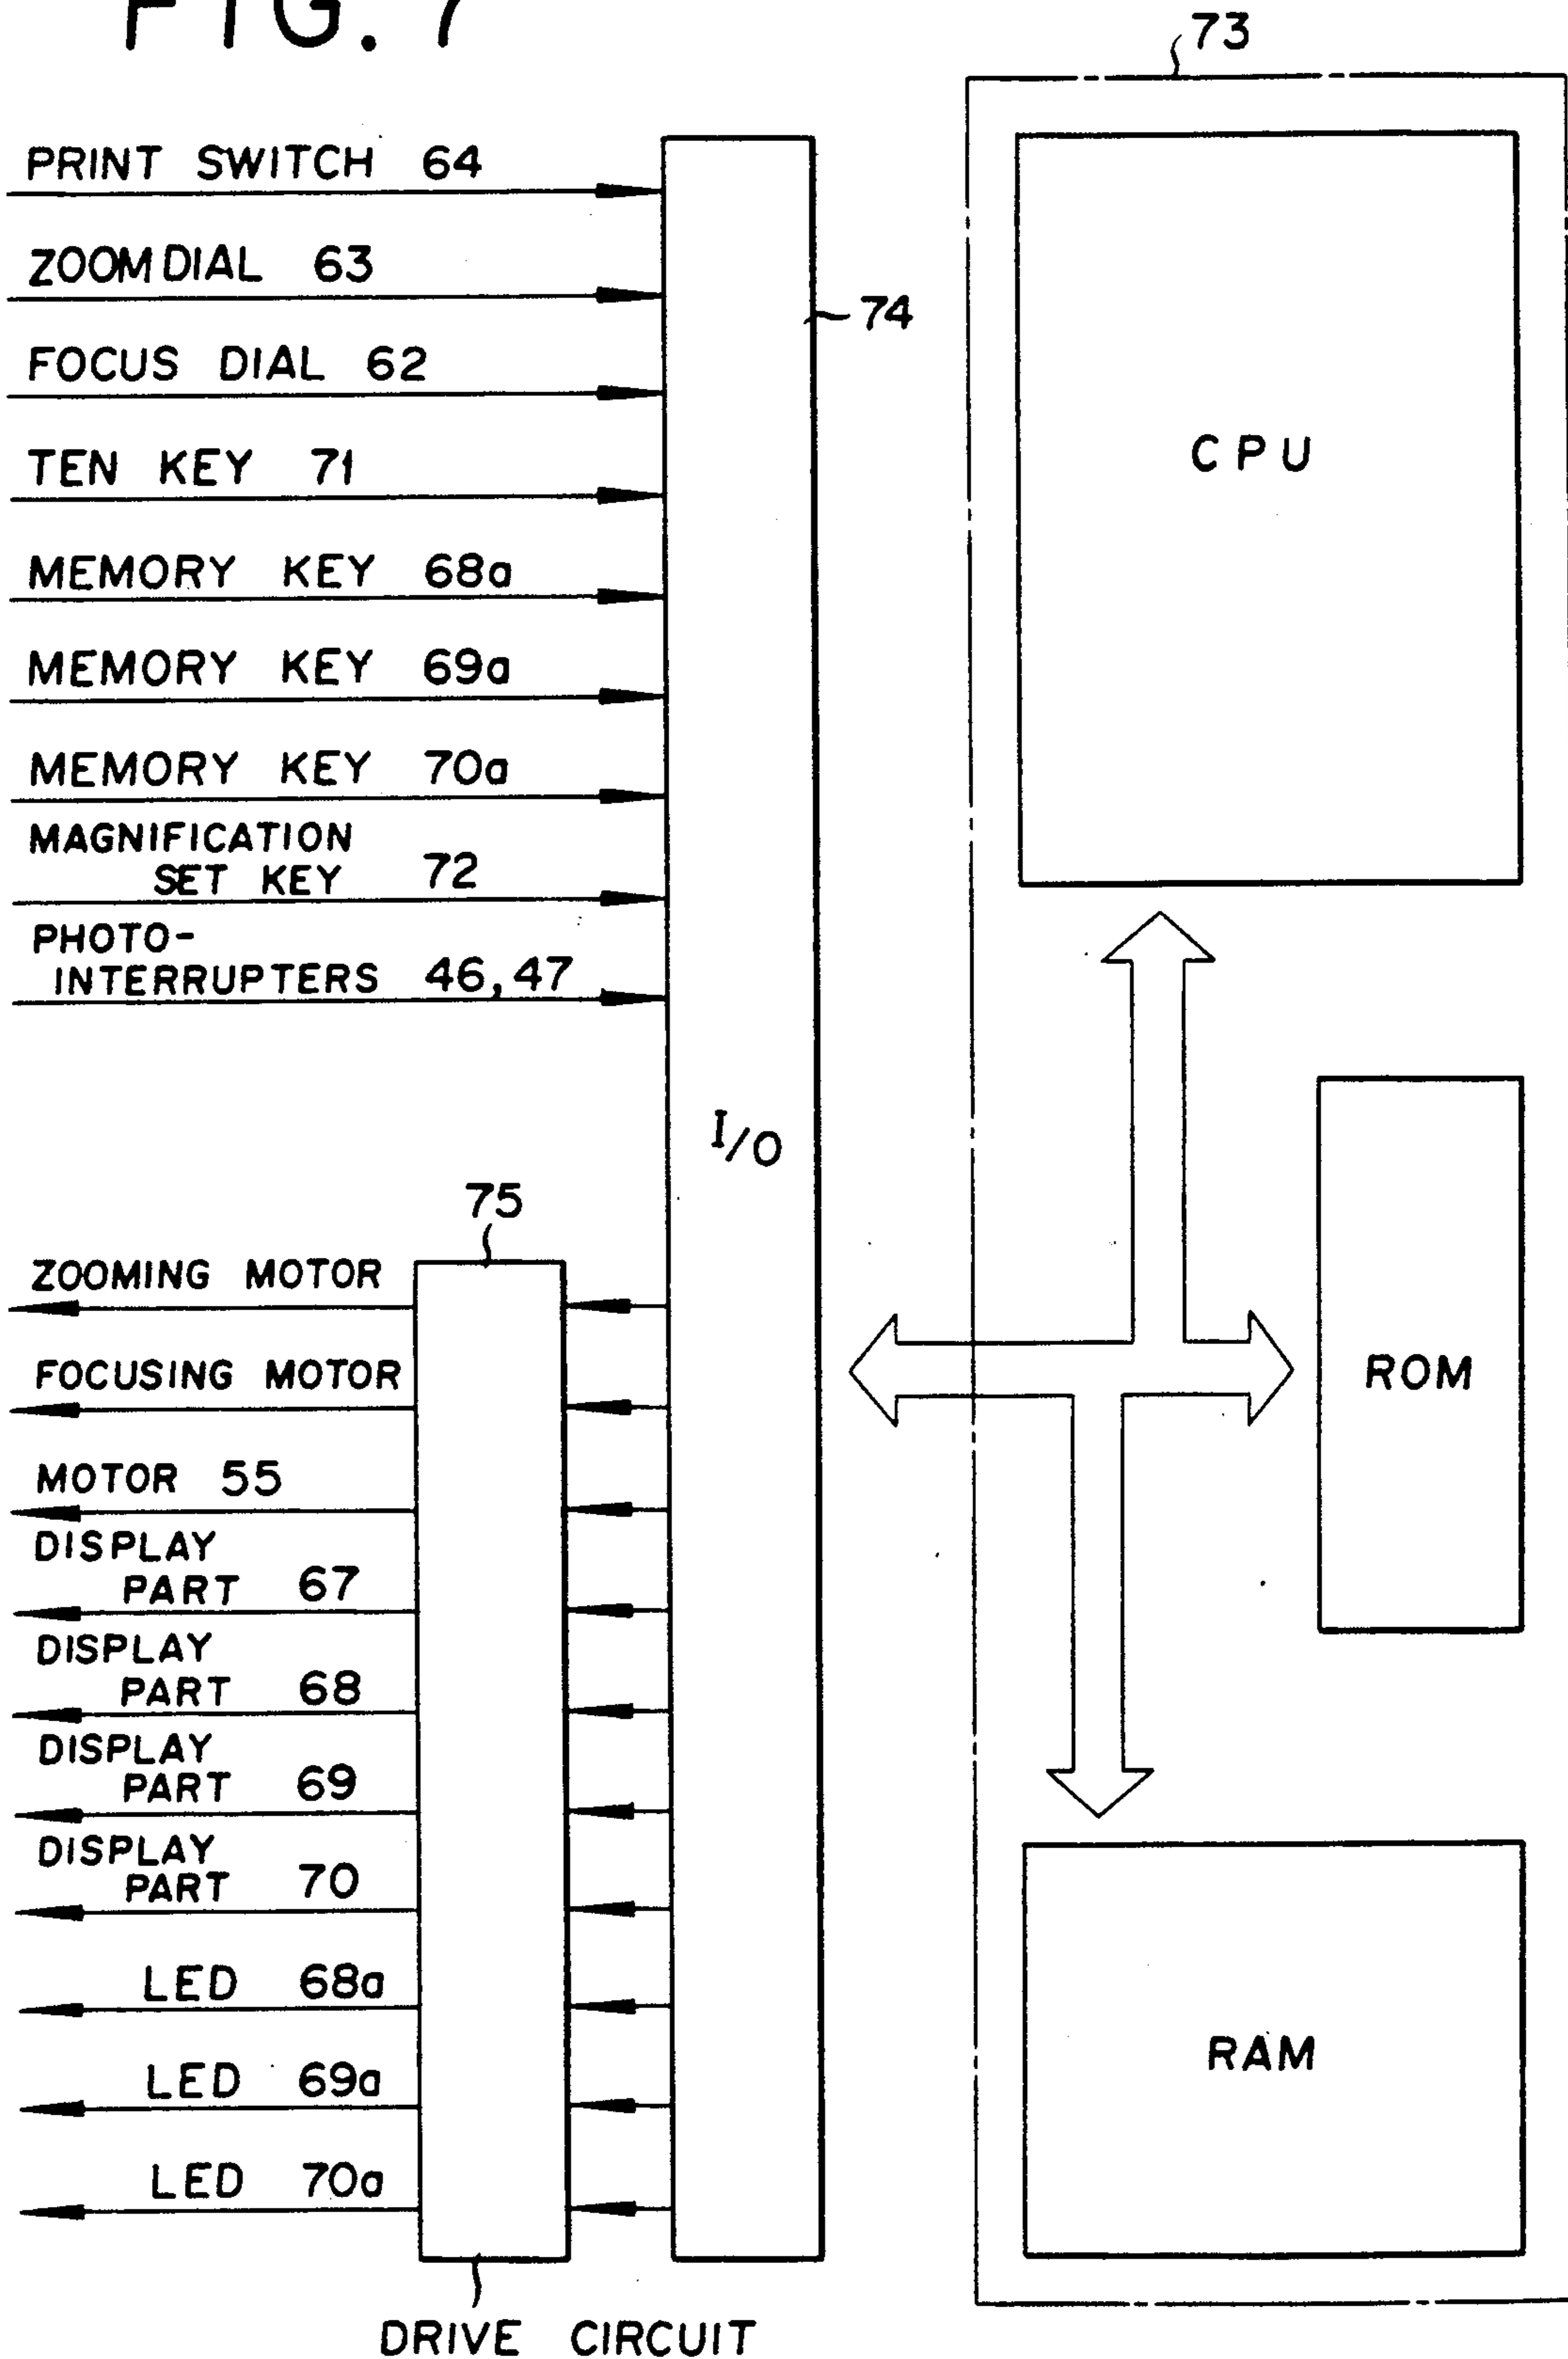 FIG. 7
73
PRINT SWITCH 64
ZOOM DIAL 63
74
FOCUS DIAL 62
CPU
TEN KEY 71
MEMORY KEY 68a
MEMORY KEY 69a
MEMORY KEY 70a
MAGNIFICATION
SET KEY 72
PHOTO-
INTERRUPTERS 46,47
I/O
75
ZOOMING MOTOR
FOCUSING MOTOR
ROM
MOTOR 55
DISPLAY
PART 67
DISPLAY
PART 68
DISPLAY
PART 69
DISPLAY
PART 70
LED 68a
RAM
LED 69a
LED 70a
DRIVE CIRCUIT